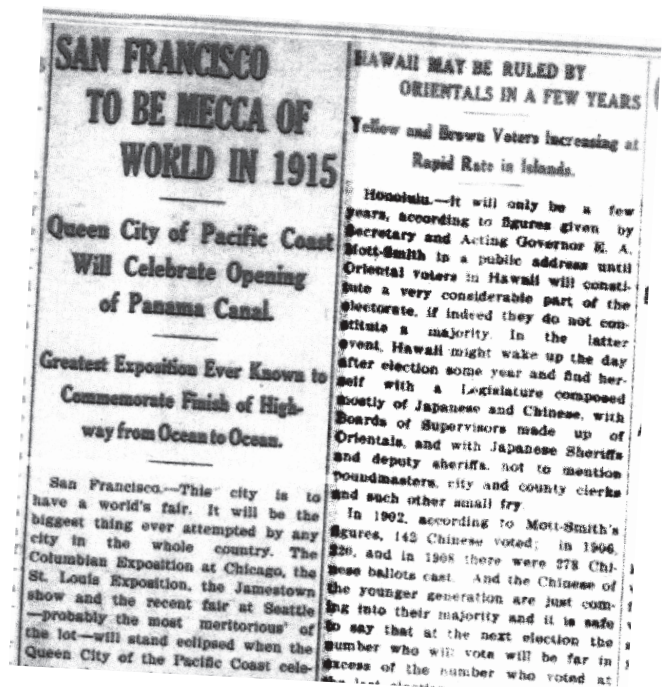 SAN FRANCISCO
TO BE MECCA OF
WORLD IN 1915
Queen City of Pacific Coast
Will Celebrate Opening
of Panama Canal.
Greatest Exposition Ever Known to
Commemorate Finish of High-
way from Ocean to Ocean.
San Francisco.—This city is to
have a world's fair. It will be the
biggest thing ever attempted by any
city in the whole country. The
Columbian Exposition at Chicago, the
St. Louis Exposition, the Jamestown
show and the recent fair at Seattle
—probably the most meritorious of
the lot—will stand eclipsed when the
Queen City of the Pacific Coast cele-
HAWAII MAY BE RULED BY
ORIENTALS IN A FEW YEARS
Yellow and Brown Voters Increasing at
Rapid Rate in Islands.
Honolulu.—It will only be a few
years, according to figures given by
Secretary and Acting Governor E. A.
Mott-Smith in a public address until
Oriental voters in Hawaii will consti-
tute a very considerable part of the
electorate, if indeed they do not con-
stitute a majority. In the latter
event, Hawaii might wake up the day
after election some year and find her-
self with a Legislature composed
mostly of Japanese and Chinese, with
Boards of Supervisors made up of
Orientals, and with Japanese Sheriffs
and deputy sheriffs, not to mention
poundmasters, city and county clerks
and such other small fry.
In 1902, according to Mott-Smith's
figures, 142 Chinese voted; in 1906,
220, and in 1908 there were 278 Chi-
nese ballots cast. And the Chinese of
the younger generation are just com-
ing into their majority and it is safe
to say that at the next election the
number who will vote will be far in
excess of the number who voted at
the last